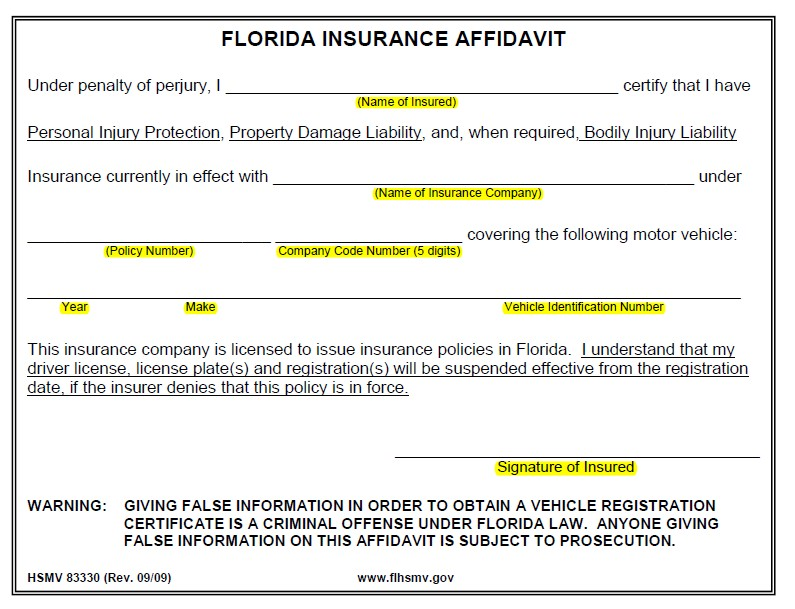 FLORIDA INSURANCE AFFIDAVIT
Under penalty of perjury, I ____________________ certify that I have
(Name of Insured)
Personal Injury Protection, Property Damage Liability, and, when required, Bodily Injury Liability
Insurance currently in effect with ____________________ under
(Name of Insurance Company)
____________________ ____________________ covering the following motor vehicle:
(Policy Number) Company Code Number (5 digits)
____________________
Year Make Vehicle Identification Number
This insurance company is licensed to issue insurance policies in Florida. I understand that my
driver license, license plate(s) and registration(s) will be suspended effective from the registration
date, if the insurer denies that this policy is in force.
____________________
Signature of Insured
WARNING: GIVING FALSE INFORMATION IN ORDER TO OBTAIN A VEHICLE REGISTRATION
CERTIFICATE IS A CRIMINAL OFFENSE UNDER FLORIDA LAW. ANYONE GIVING
FALSE INFORMATION ON THIS AFFIDAVIT IS SUBJECT TO PROSECUTION.
HSMV 83330 (Rev. 09/09) www.flhsmv.gov